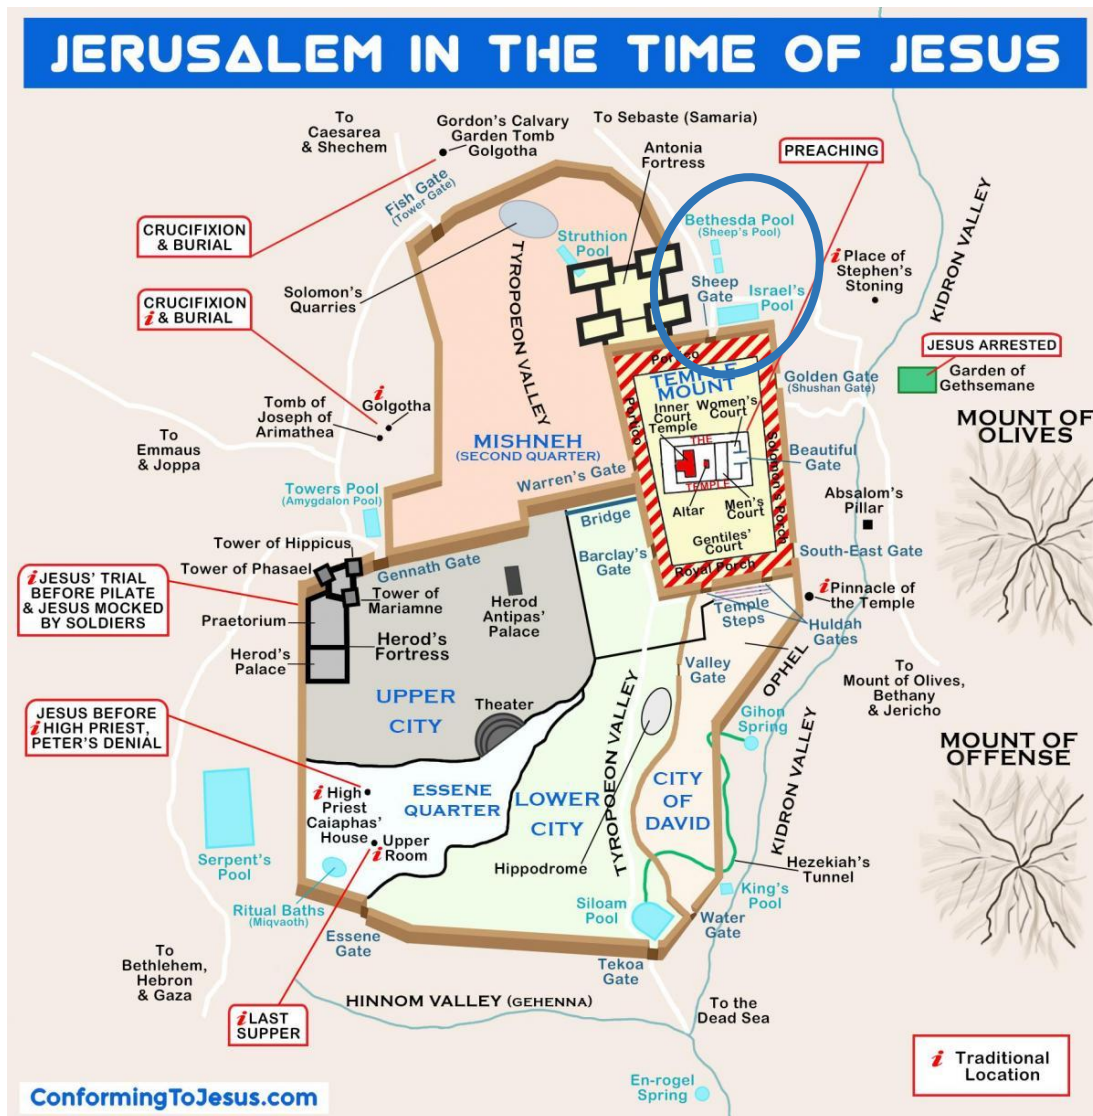 JERUSALEM IN THE TIME OF JESUS
To
Caesarea
& Shechem
Gordon's Calvary
Garden Tomb
Golgotha
To Sebaste (Samaria)
Antonia
Fortress
PREACHING
Fish Gate
(Tower Gate)
CRUCIFIXION
& BURIAL
Struthion
Pool
Bethesda Pool
(Sheep's Pool)
i Place of
Stephen's
Stoning
KIDRON VALLEY
TYROPOEON VALLEY
Sheep
Gate
Israel's
Pool
Solomon's
Quarries
CRUCIFIXION
i & BURIAL
JESUS ARRESTED
Garden of
Gethsemane
Portico
TEMPLE
MOUNT
Golden Gate
(Shushan Gate)
i
Golgotha
Tomb of
Joseph of
Arimathea
Portico
Inner
Court
Temple
Women's
Court
THE
TEMPLE
Altar
Men's
Court
Gentiles'
Court
Solomon's Porch
Royal Porch
Beautiful
Gate
MOUNT OF
OLIVES
To
Emmaus
& Joppa
MISHNEH
(SECOND QUARTER)
Warren's Gate
Towers Pool
(Amygdalon Pool)
Bridge
Absalom's
Pillar
Tower of Hippicus
Tower of Phasael
Gennath Gate
Barclay's
Gate
South-East Gate
i JESUS' TRIAL
BEFORE PILATE
& JESUS MOCKED
BY SOLDIERS
Tower of
Mariamne
Praetorium
Herod's
Fortress
Herod's
Palace
Herod
Antipas'
Palace
Temple
Steps
i Pinnacle of
the Temple
Huldah
Gates
UPPER
CITY
Theater
Valley
Gate
OPHEL
To
Mount of Olives,
Bethany
& Jericho
JESUS BEFORE
i HIGH PRIEST,
PETER'S DENIAL
TYROPOEON VALLEY
Gihon
Spring
KIDRON VALLEY
MOUNT OF
OFFENSE
i High
Priest
Caiaphas'
House
Upper
i Room
ESSENE
QUARTER
LOWER
CITY
CITY
OF
DAVID
Hippodrome
Hezekiah's
Tunnel
Serpent's
Pool
Ritual Baths
(Miqvaoth)
Siloam
Pool
King's
Pool
Water
Gate
Essene
Gate
Tekoa
Gate
To
Bethlehem,
Hebron
& Gaza
HINNOM VALLEY (GEHENNA)
To the
Dead Sea
i LAST
SUPPER
i Traditional
Location
En-rogel
Spring
ConformingToJesus.com